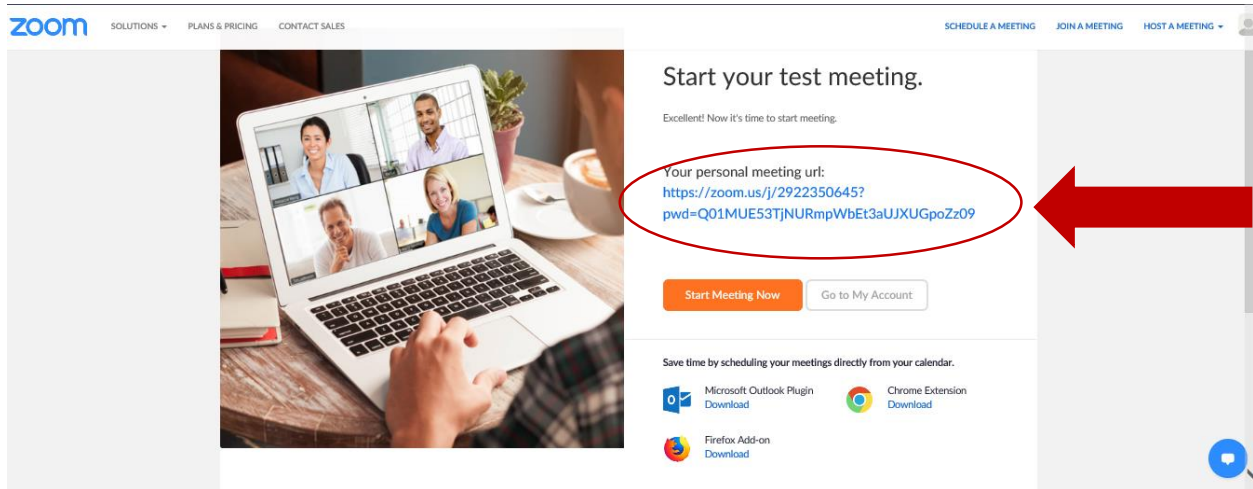 zoom
SOLUTIONS PLANS & PRICING CONTACT SALES SCHEDULE A MEETING JOIN A MEETING HOST A MEETING
Start your test meeting.
Excellent! Now it's time to start meeting.
Your personal meeting url:
https://zoom.us/j/2922350645?
pwd=Q01MUE53TjNURmpWbEt3aUJXUGpoZz09
Start Meeting Now Go to My Account
Save time by scheduling your meetings directly from your calendar.
Microsoft Outlook Plugin
Download
Chrome Extension
Download
Firefox Add-on
Download